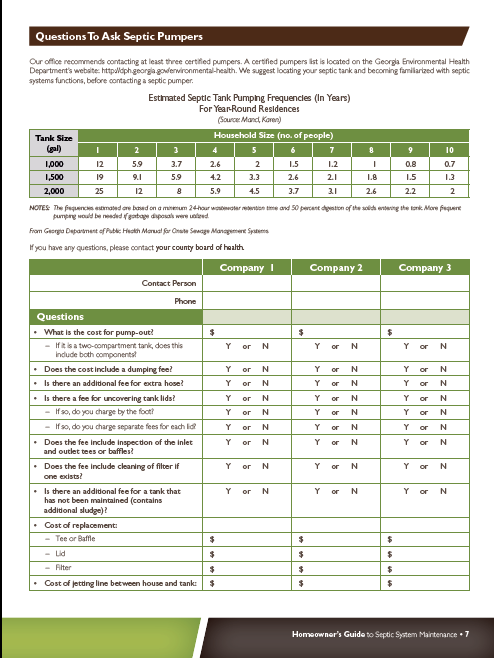 Questions To Ask Septic Pumpers
Our office recommends contacting at least three certified pumpers. A certified pumpers list is located on the Georgia Environmental Health
Department's website: http://dph.georgia.gov/environmental-health. We suggest locating your septic tank and becoming familiarized with septic
systems functions, before contacting a septic pumper.
Estimated Septic Tank Pumping Frequencies (In Years)
For Year-Round Residences
(Source: Mancl, Karen)
Tank Size (gal) Household Size (no. of people)
1 2 3 4 5 6 7 8 9 10
1,000 12 5.9 3.7 2.6 2 1.5 1.2 1 0.8 0.7
1,500 19 9.1 5.9 4.2 3.3 2.6 2.1 1.8 1.5 1.3
2,000 25 12 8 5.9 4.5 3.7 3.1 2.6 2.2 2
NOTES: The frequencies estimated are based on a minimum 24-hour wastewater retention time and 50 percent digestion of the solids entering the tank. More frequent
pumping would be needed if garbage disposals were utilized.
From Georgia Department of Public Health Manual for Onsite Sewage Management Systems
If you have any questions, please contact your county board of health.
Company 1 Company 2 Company 3
Contact Person
Phone
Questions
• What is the cost for pump-out? $ $ $
– If it is a two-compartment tank, does this Y or N Y or N Y or N
include both components?
• Does the cost include a dumping fee? Y or N Y or N Y or N
• Is there an additional fee for extra hose? Y or N Y or N Y or N
• Is there a fee for uncovering tank lids? Y or N Y or N Y or N
– If so, do you charge by the foot? Y or N Y or N Y or N
– If so, do you charge separate fees for each lid? Y or N Y or N Y or N
• Does the fee include inspection of the inlet Y or N Y or N Y or N
and outlet tees or baffles?
• Does the fee include cleaning of filter if Y or N Y or N Y or N
one exists?
• Is there an additional fee for a tank that Y or N Y or N Y or N
has not been maintained (contains
additional sludge)?
• Cost of replacement:
– Tee or Baffle $ $ $
– Lid $ $ $
– Filter $ $ $
• Cost of jetting line between house and tank: $ $ $
Homeowner's Guide to Septic System Maintenance • 7